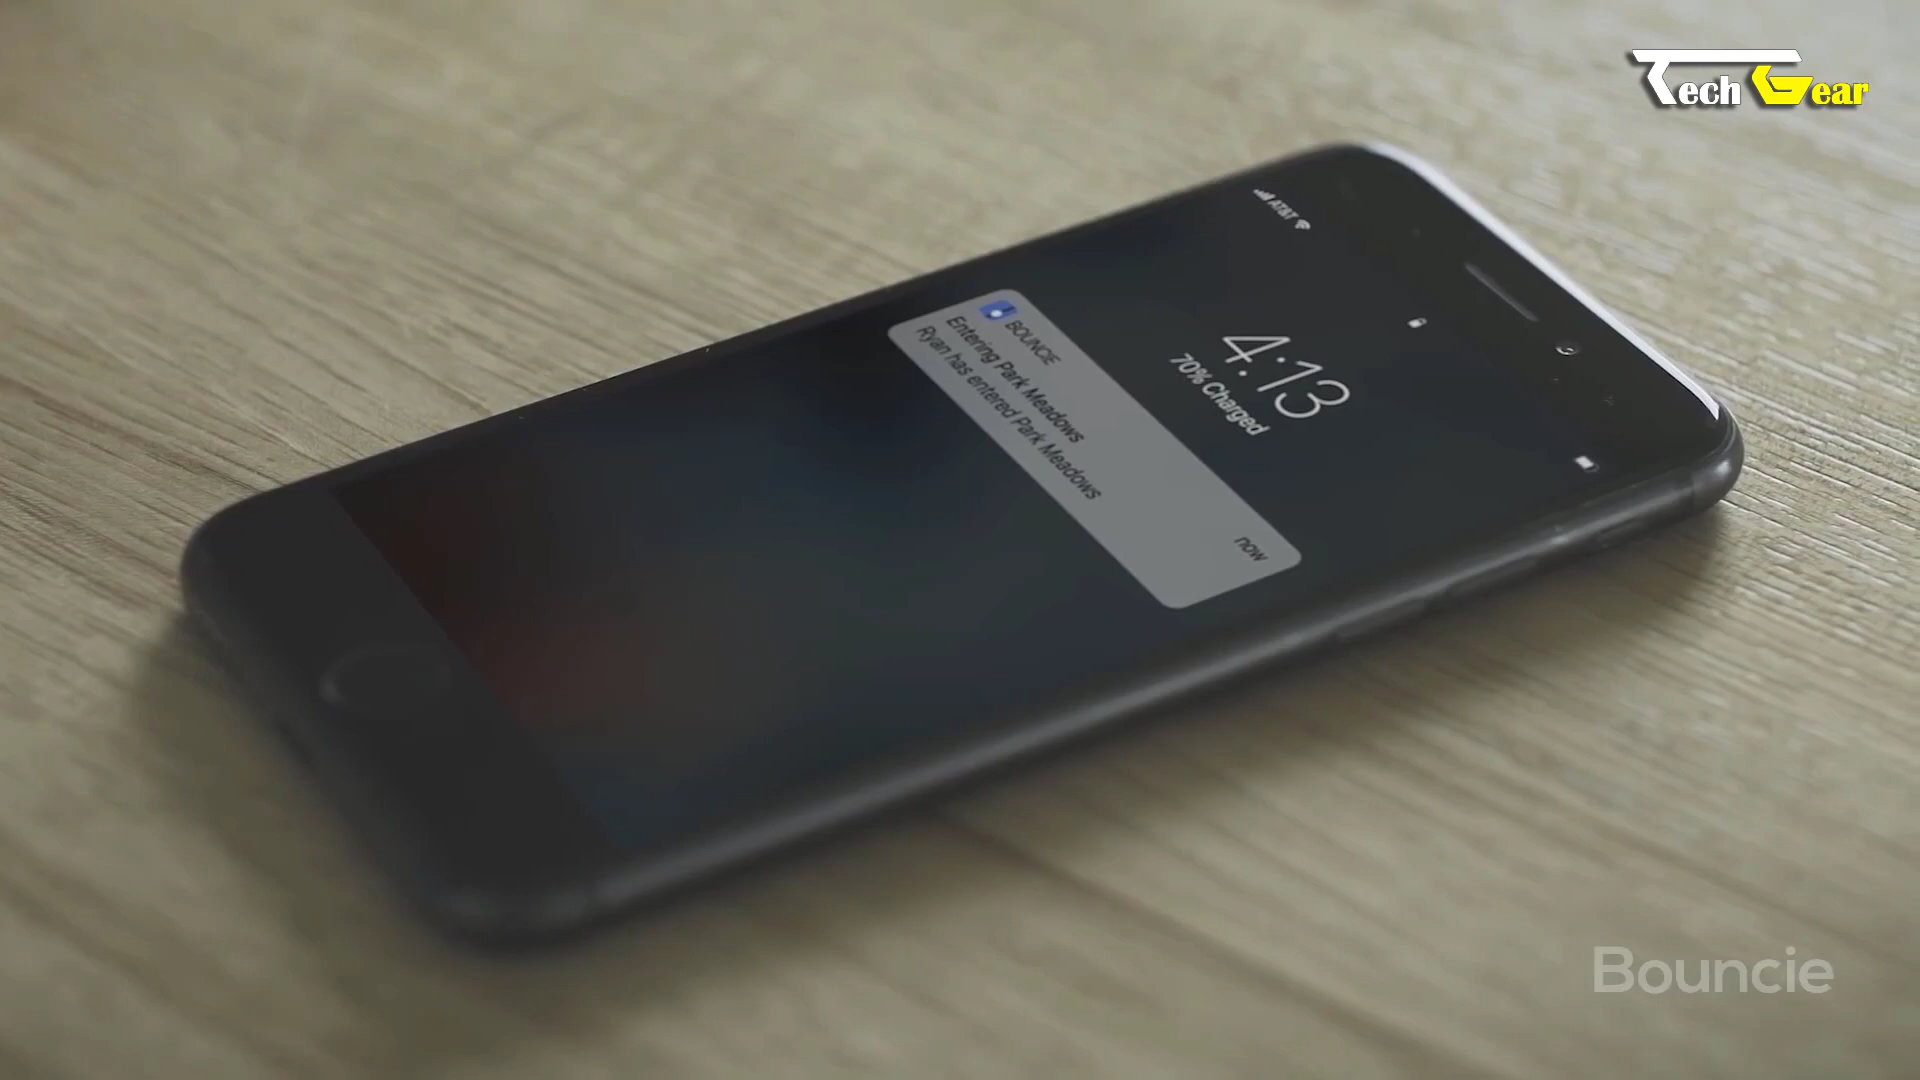 Tech Gear
AT&T
4:13
70% Charged
BOUNCIE
now
Entering Park Meadows
Ryan has entered Park Meadows
Bouncie